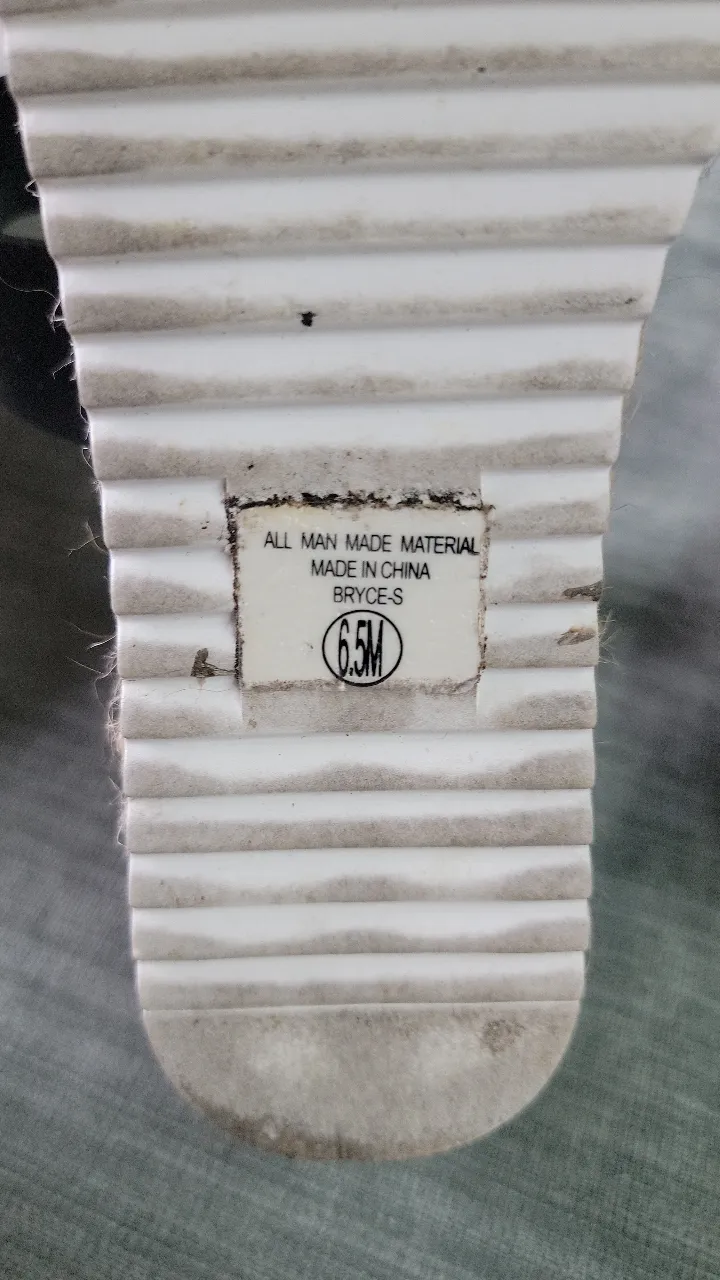 ALL MAN MADE MATERIAL
MADE IN CHINA
BRYCE-S
6.5M